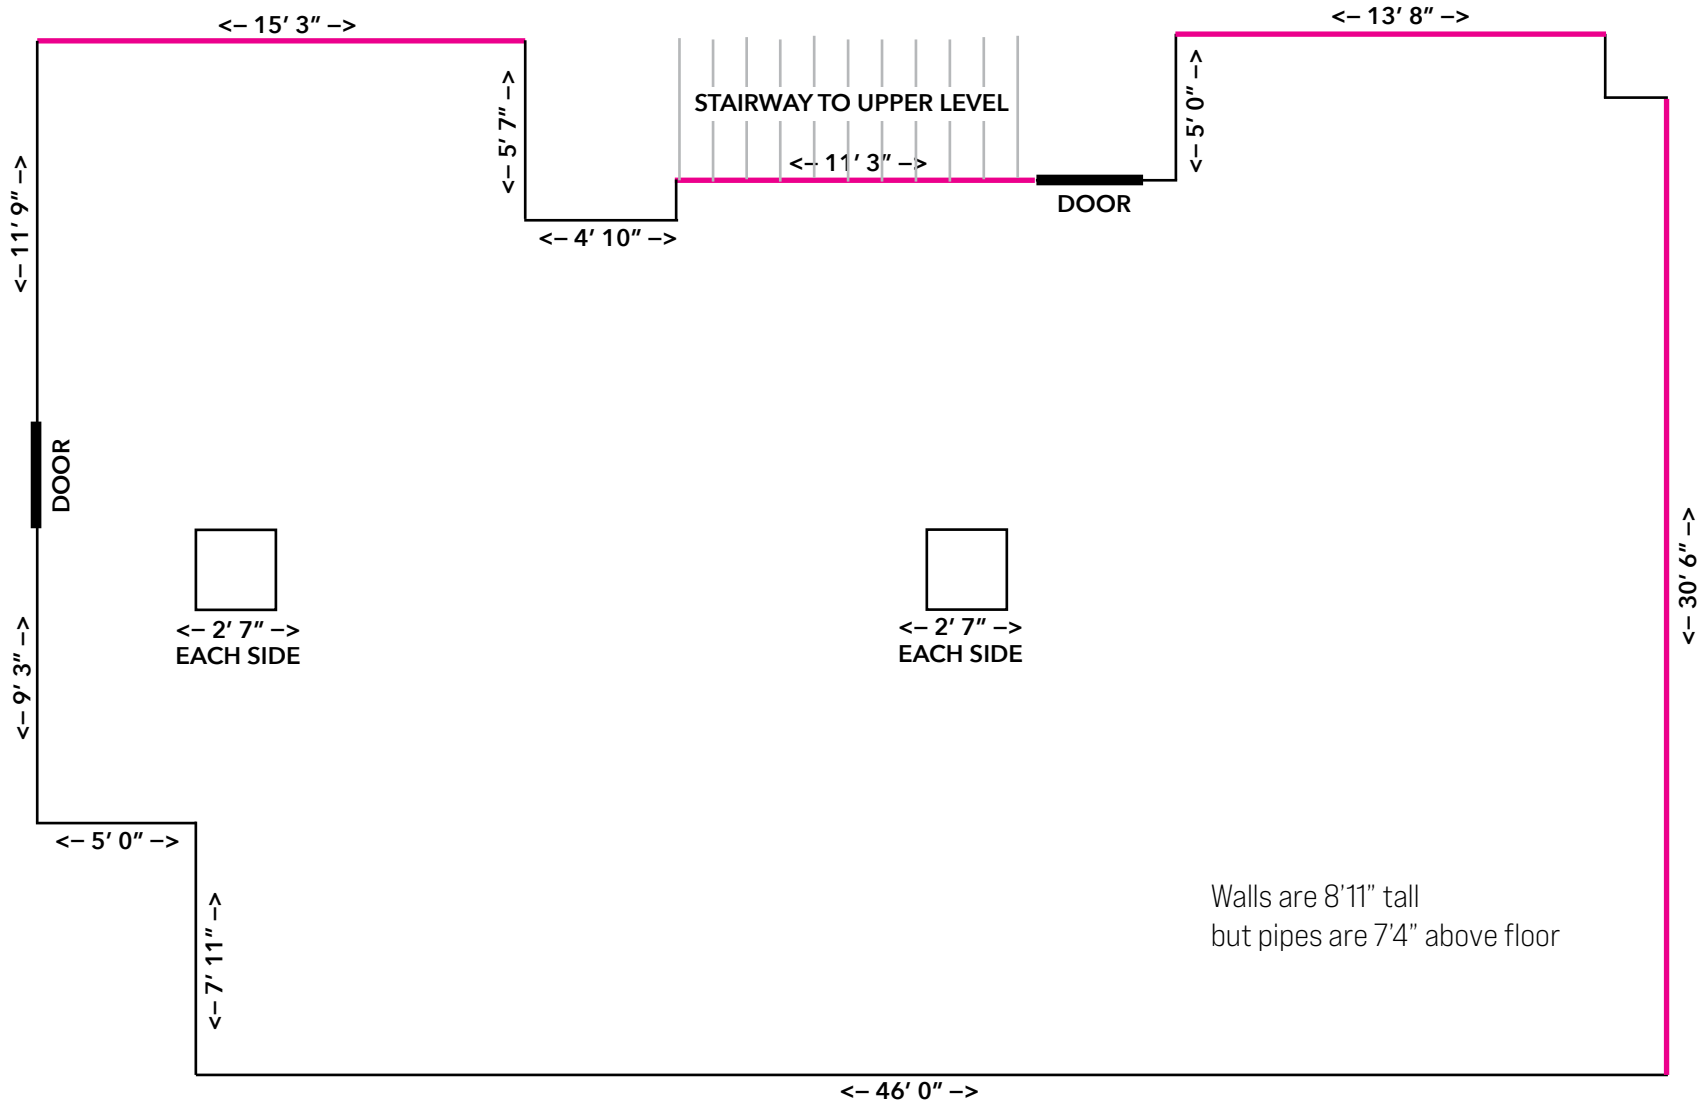 <– 15’ 3” –>
<– 13’ 8” –>
<– 5’ 7” –>
STAIRWAY TO UPPER LEVEL
<– 5’ 0” –>
<– 11’ 3” –>
DOOR
<– 11’ 9” –>
<– 4’ 10” –>
DOOR
<– 30’ 6” –>
<– 2’ 7” –>
EACH SIDE
<– 2’ 7” –>
EACH SIDE
<– 9’ 3” –>
<– 5’ 0” –>
<– 7’ 11” –>
Walls are 8’11” tall
but pipes are 7’4” above floor
<– 46’ 0” –>